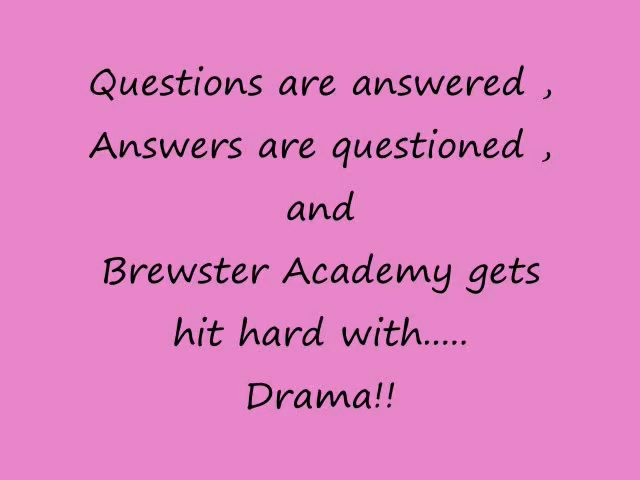 Questions are answered ,
Answers are questioned ,
and
Brewster Academy gets
hit hard with.....
Drama!!